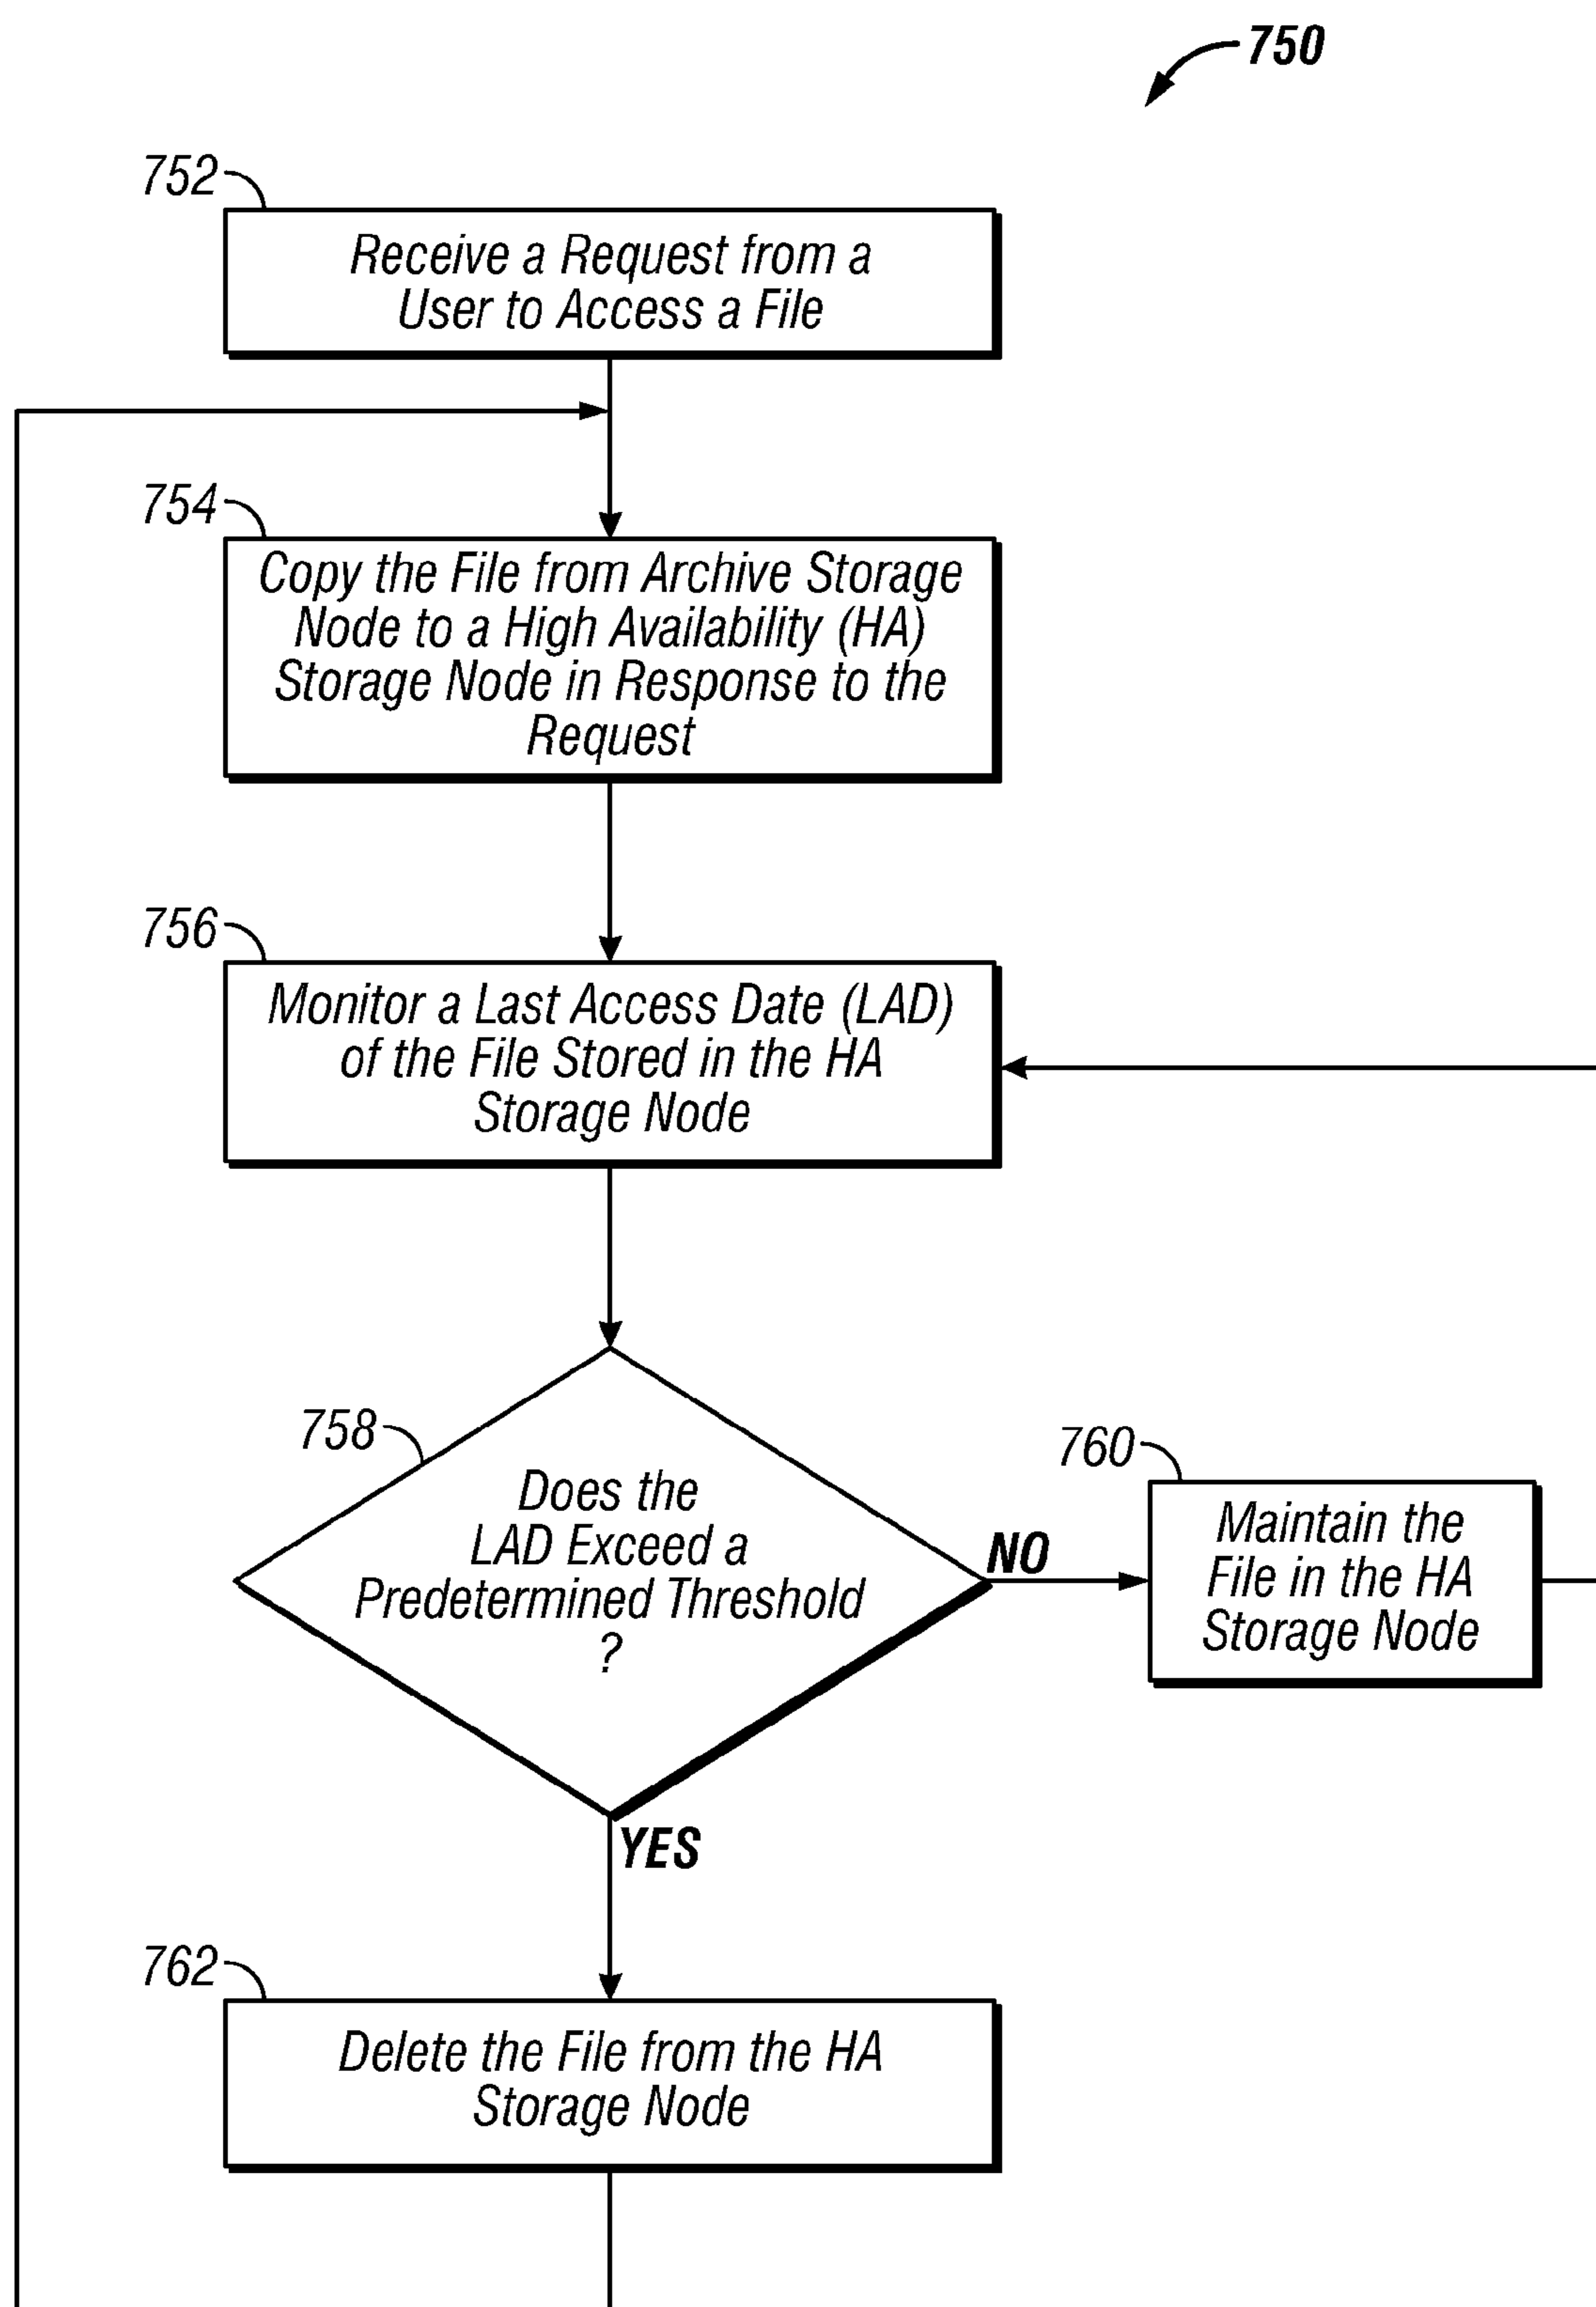 750
752
Receive a Request from a
User to Access a File
754
Copy the File from Archive Storage
Node to a High Availability (HA)
Storage Node in Response to the
Request
756
Monitor a Last Access Date (LAD)
of the File Stored in the HA
Storage Node
758
Does the
LAD Exceed a
Predetermined Threshold
?
NO
760
Maintain the
File in the HA
Storage Node
YES
762
Delete the File from the HA
Storage Node